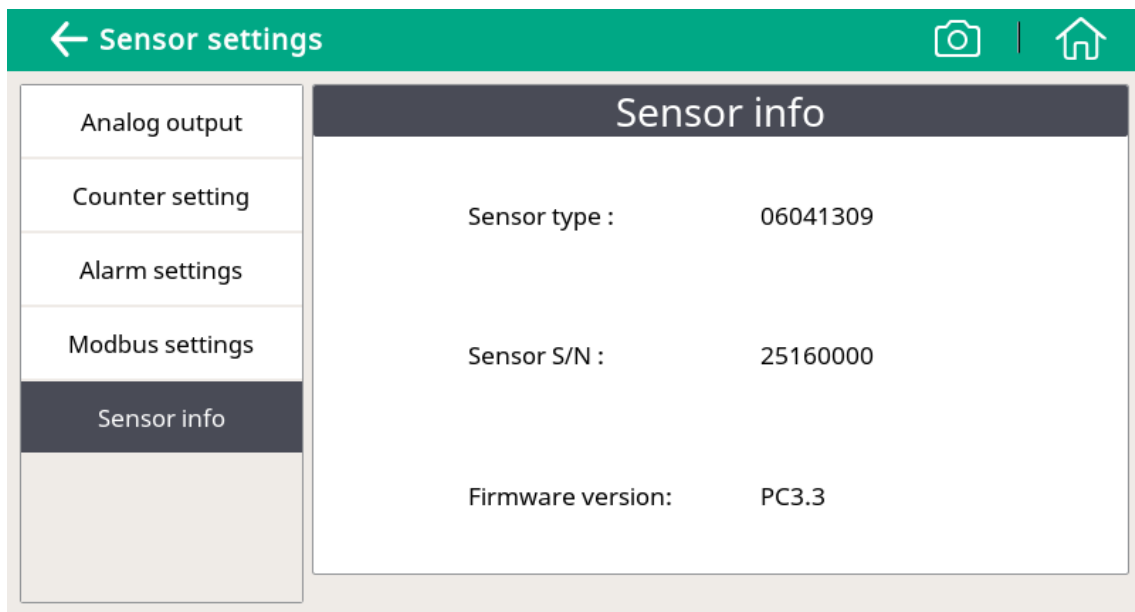 Sensor settings
Analog output
Counter setting
Alarm settings
Modbus settings
Sensor info
Sensor info
Sensor type : 06041309
Sensor S/N : 25160000
Firmware version: PC3.3